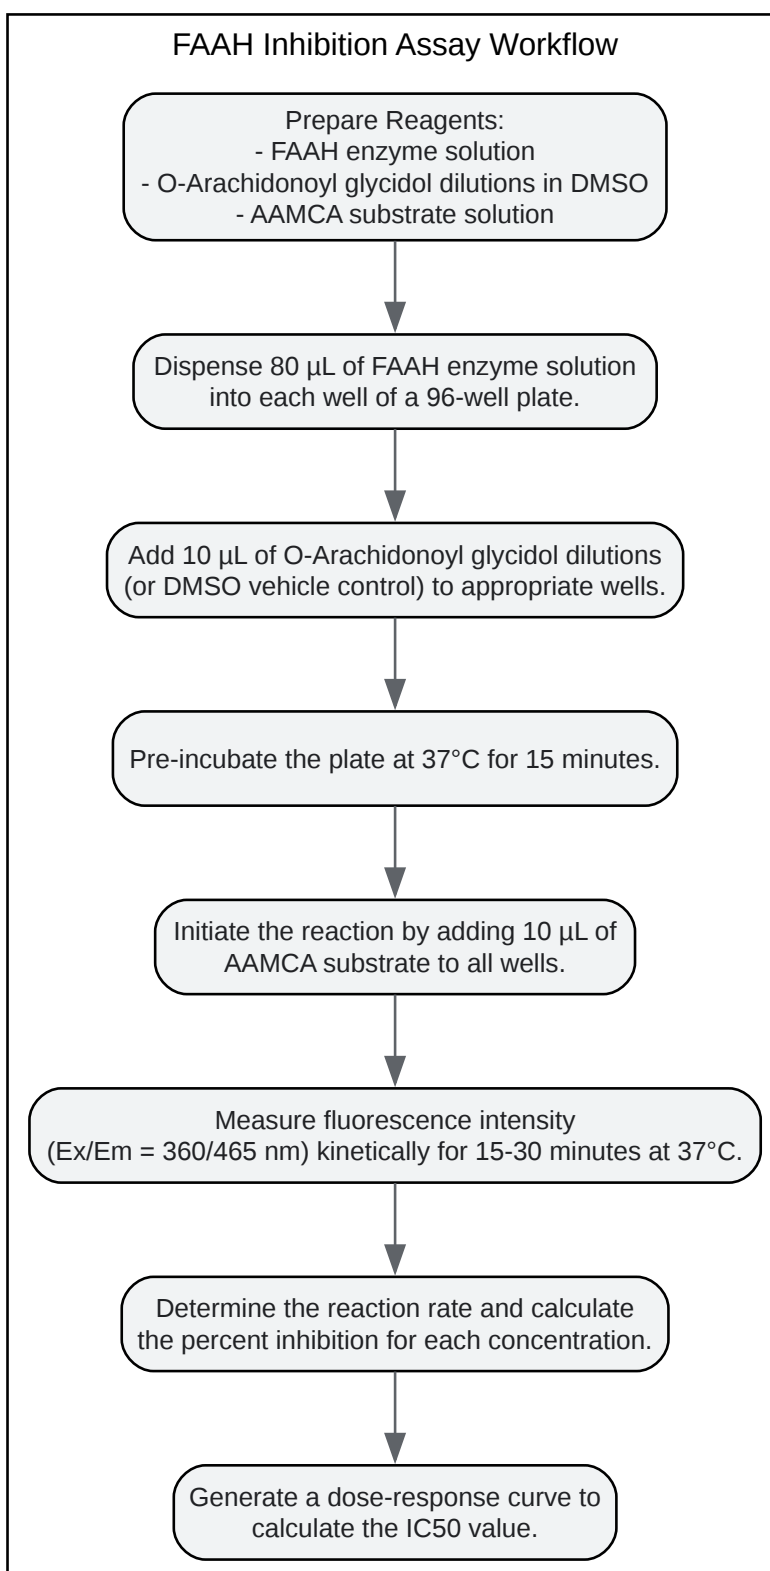 FAAH Inhibition Assay Workflow
Prepare Reagents:
- FAAH enzyme solution
- O-Arachidonoyl glycidol dilutions in DMSO
- AAMCA substrate solution
Dispense 80 µL of FAAH enzyme solution
into each well of a 96-well plate.
Add 10 µL of O-Arachidonoyl glycidol dilutions
(or DMSO vehicle control) to appropriate wells.
Pre-incubate the plate at 37°C for 15 minutes.
Initiate the reaction by adding 10 µL of
AAMCA substrate to all wells.
Measure fluorescence intensity
(Ex/Em = 360/465 nm) kinetically for 15-30 minutes at 37°C.
Determine the reaction rate and calculate
the percent inhibition for each concentration.
Generate a dose-response curve to
calculate the IC50 value.